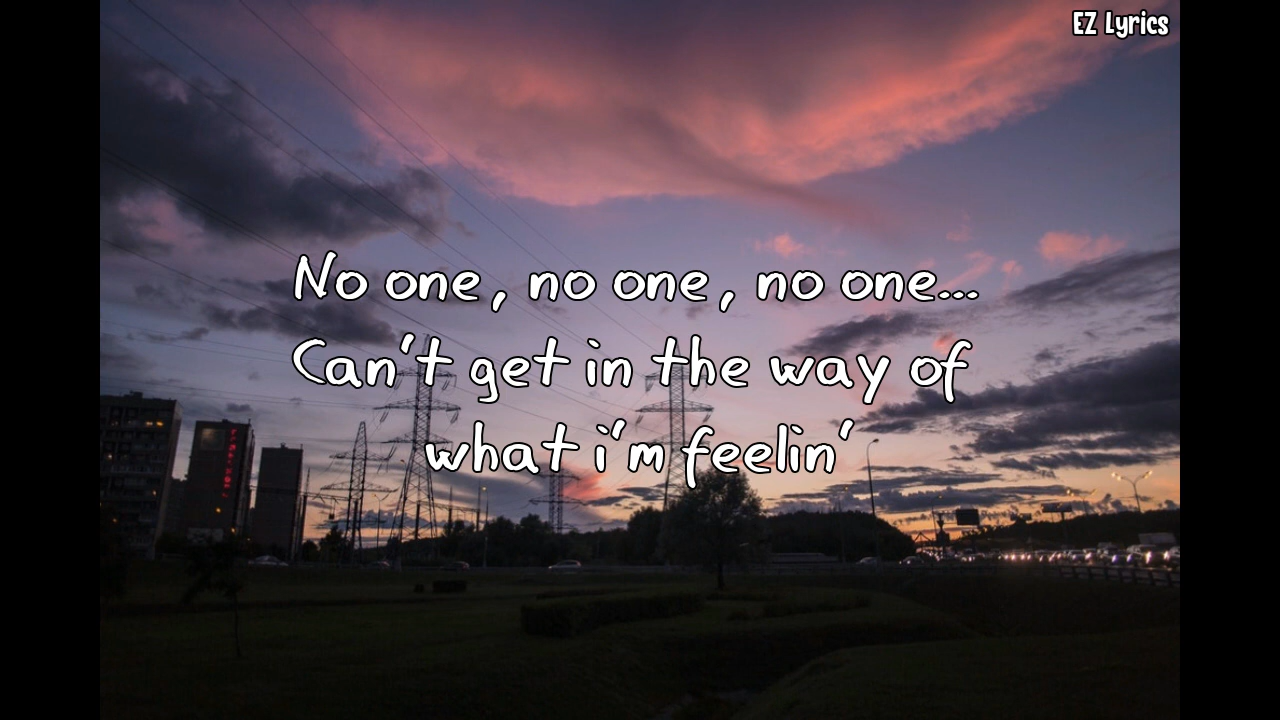 EZ Lyrics
No one, no one, no one...
Can't get in the way of
what i'm feelin'